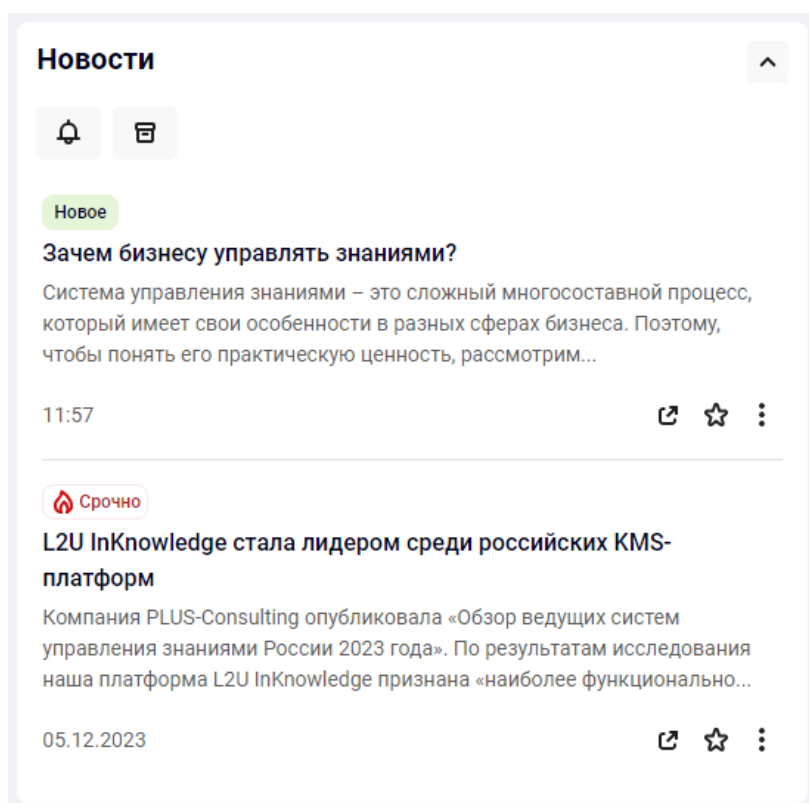 Новости
Новое
Зачем бизнесу управлять знаниями?
Система управления знаниями – это сложный многосоставной процесс,
который имеет свои особенности в разных сферах бизнеса. Поэтому,
чтобы понять его практическую ценность, рассмотрим...
11:57
Срочно
L2U InKnowledge стала лидером среди российских KMS-
платформ
Компания PLUS-Consulting опубликовала «Обзор ведущих систем
управления знаниями России 2023 года». По результатам исследования
наша платформа L2U InKnowledge признана «наиболее функционально...
05.12.2023